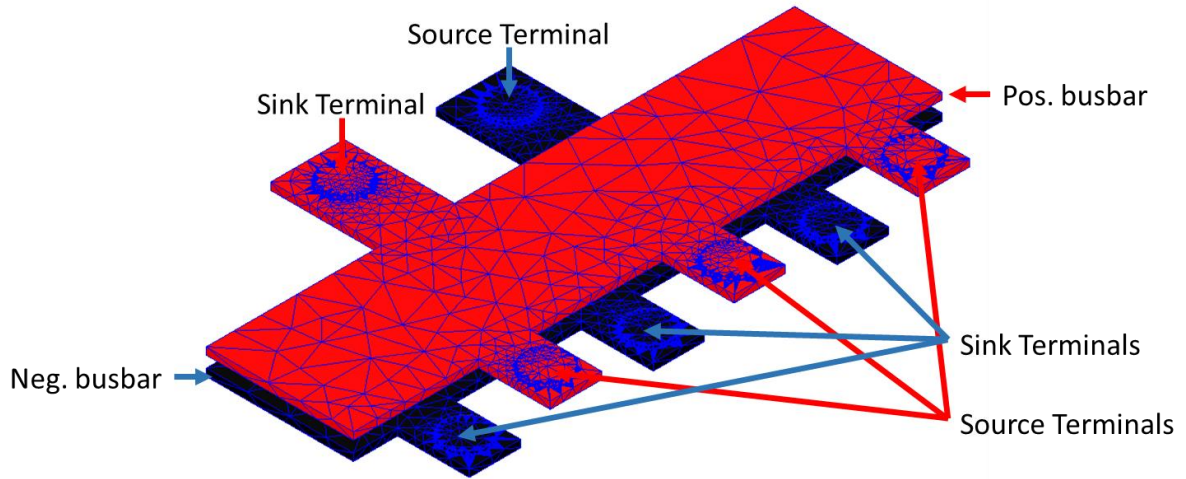 Source Terminal
Sink Terminal
Pos. busbar
Sink Terminals
Neg. busbar
Source Terminals